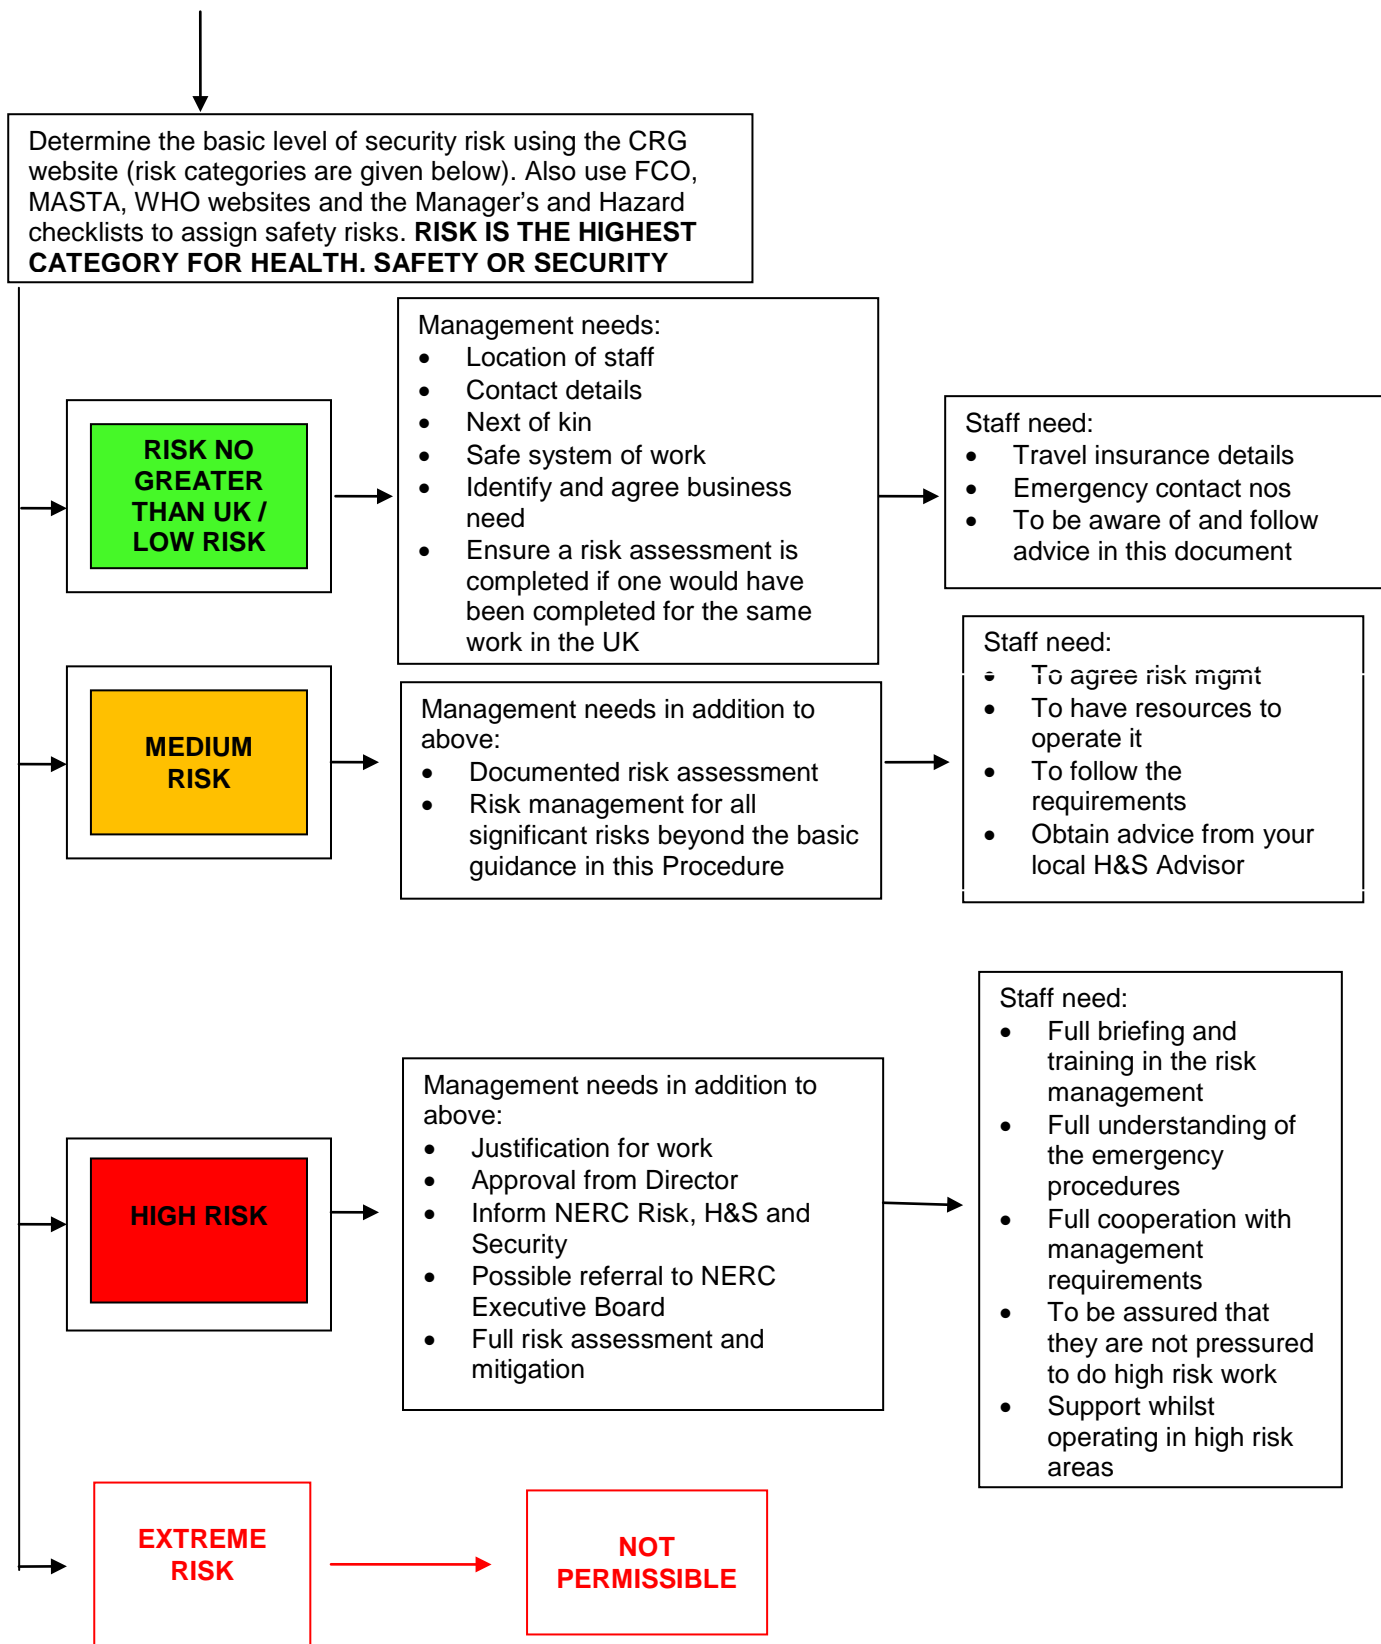 Determine the basic level of security risk using the CRG
website (risk categories are given below). Also use FCO,
MASTA, WHO websites and the Manager's and Hazard
checklists to assign safety risks. RISK IS THE HIGHEST
CATEGORY FOR HEALTH. SAFETY OR SECURITY
RISK NO
GREATER
THAN UK /
LOW RISK
Management needs:
• Location of staff
• Contact details
• Next of kin
• Safe system of work
• Identify and agree business
need
• Ensure a risk assessment is
completed if one would have
been completed for the same
work in the UK
Staff need:
• Travel insurance details
• Emergency contact nos
• To be aware of and follow
advice in this document
MEDIUM
RISK
Management needs in addition to
above:
• Documented risk assessment
• Risk management for all
significant risks beyond the basic
guidance in this Procedure
Staff need:
• To agree risk mgmt
• To have resources to
operate it
• To follow the
requirements
• Obtain advice from your
local H&S Advisor
HIGH RISK
Management needs in addition to
above:
• Justification for work
• Approval from Director
• Inform NERC Risk, H&S and
Security
• Possible referral to NERC
Executive Board
• Full risk assessment and
mitigation
Staff need:
• Full briefing and
training in the risk
management
• Full understanding of
the emergency
procedures
• Full cooperation with
management
requirements
• To be assured that
they are not pressured
to do high risk work
• Support whilst
operating in high risk
areas
EXTREME
RISK
NOT
PERMISSIBLE